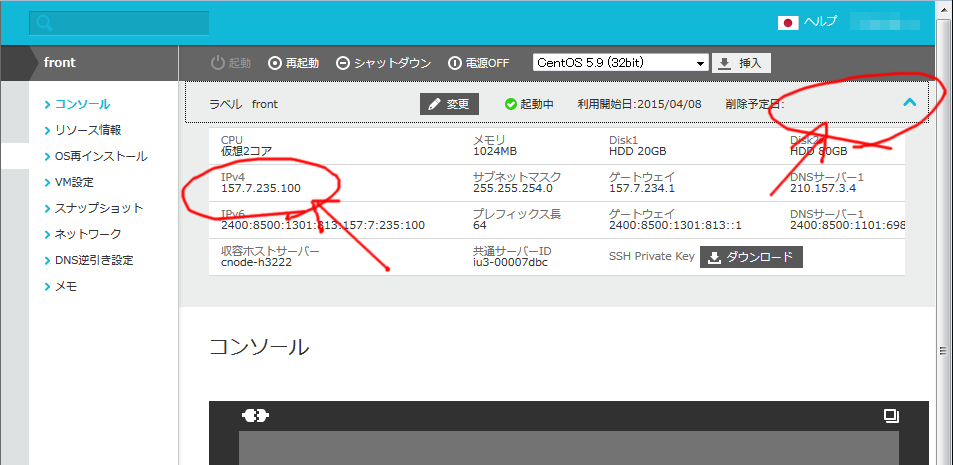 ヘルプ
front
起動 再起動 シャットダウン 電源OFF CentOS 5.9 (32bit) 挿入
コンソール
リソース情報
OS再インストール
VM設定
スナップショット
ネットワーク
DNS逆引き設定
メモ
ラベル front 変更 起動中 利用開始日:2015/04/08 削除予定日:
CPU メモリ Disk1 Disk2
仮想2コア 1024MB HDD 20GB HDD 80GB
IPv4 サブネットマスク ゲートウェイ DNSサーバー1
157.7.235.100 255.255.254.0 157.7.234.1 210.157.3.4
IPv6 プレフィックス長 ゲートウェイ DNSサーバー1
2400:8500:1301:813:157:7:235:100 64 2400:8500:1301:813::1 2400:8500:1101:698
収容ホストサーバー 共通サーバーID SSH Private Key ダウンロード
cnode-h3222 iu3-00007dbc
コンソール